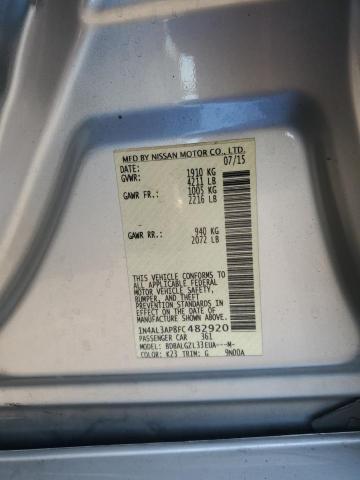 MFD BY NISSAN MOTOR CO., LTD.
DATE: 07/15
GVWR: 1910 KG
4211 LB
GAWR FR: 1005 KG
2216 LB
GAWR RR: 940 KG
2072 LB
THIS VEHICLE CONFORMS TO ALL
APPLICABLE FEDERAL
MOTOR VEHICLE SAFETY,
BUMPER, AND THEFT
PREVENTION STANDARDS IN
EFFECT ON THE DATE OF
MANUFACTURE SHOWN ABOVE.
1N4AL3AP8FC482920
PASSENGER CAR 361
MODEL: BDBALGZL33EUA---M-
COLOR: K23 TRIM: G 9N00A